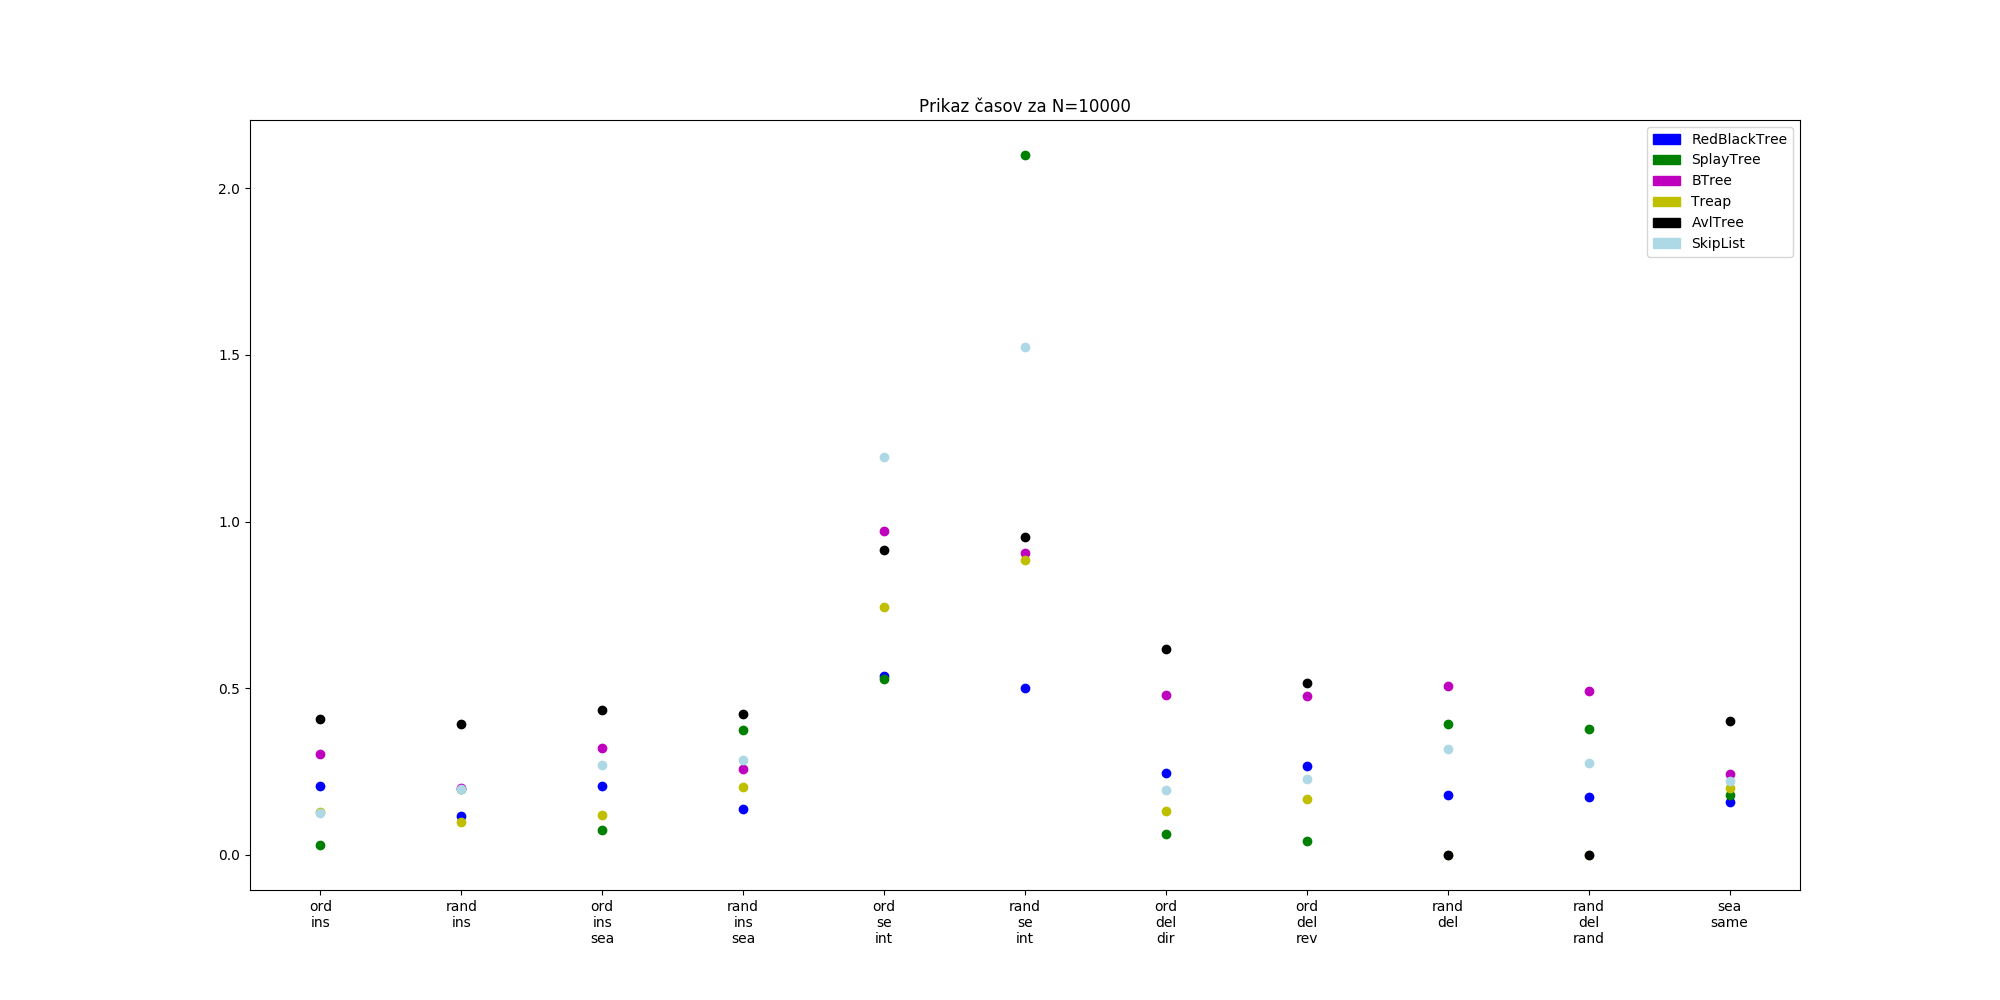 Prikaz časov za N=10000
RedBlackTree
SplayTree
BTree
Treap
AvlTree
SkipList
2.0
1.5
1.0
0.5
0.0
ord
ins
rand
ins
ord
ins
sea
rand
ins
sea
ord
se
int
rand
se
int
ord
del
dir
ord
del
rev
rand
del
rand
del
rand
sea
same